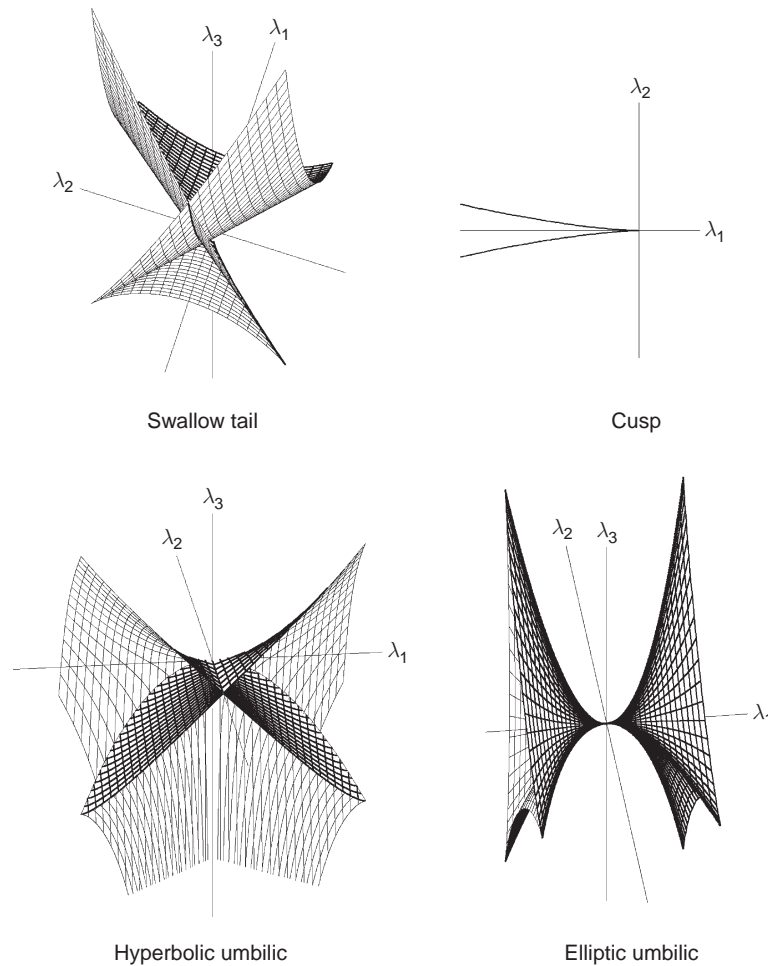 λ3
λ1
λ2
Swallow tail
λ2
λ1
Cusp
λ3
λ2
λ1
Hyperbolic umbilic
λ2 λ3
Elliptic umbilic